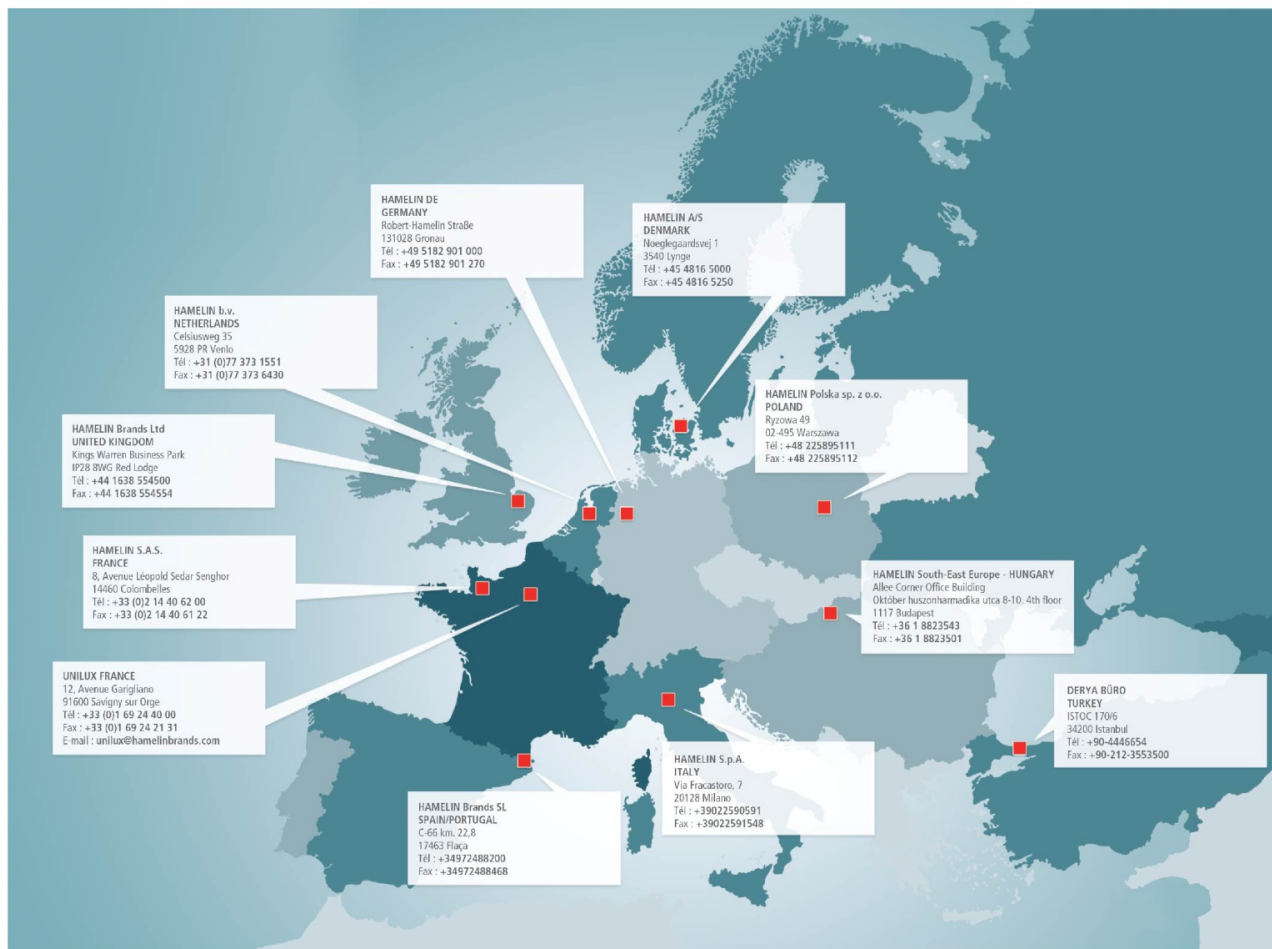 HAMELIN DE
GERMANY
Robert-Hamelin Straße
131028 Gronau
Tél : +49 5182 901 000
Fax : +49 5182 901 270
HAMELIN A/S
DENMARK
Noeglegaardsvej 1
3540 Lynge
Tél : +45 4816 5000
Fax : +45 4816 5250
HAMELIN b.v.
NETHERLANDS
Celsiusweg 35
5928 PR Venlo
Tél : +31 (0)77 373 1551
Fax : +31 (0)77 373 6430
HAMELIN Polska sp. z o.o.
POLAND
Ryzowa 49
02-495 Warszawa
Tél : +48 225895111
Fax : +48 225895112
HAMELIN Brands Ltd
UNITED KINGDOM
Kings Warren Business Park
IP28 8WG Red Lodge
Tél : +44 1638 554500
Fax : +44 1638 554554
HAMELIN S.A.S.
FRANCE
8, Avenue Léopold Sedar Senghor
14460 Colombelles
Tél : +33 (0)2 14 40 62 00
Fax : +33 (0)2 14 40 61 22
HAMELIN South-East Europe - HUNGARY
Allee Corner Office Building
Október huszonharmadika utca 8-10. 4th floor
1117 Budapest
Tél : +36 1 8823543
Fax : +36 1 8823501
UNILUX FRANCE
12, Avenue Garigliano
91600 Savigny sur Orge
Tél : +33 (0)1 69 24 40 00
Fax : +33 (0)1 69 24 21 31
E-mail : unilux@hamelinbrands.com
DERYA BÜRO
TURKEY
ISTOC 170/6
34200 Istanbul
Tél : +90-4446654
Fax : +90-212-3553500
HAMELIN S.p.A.
ITALY
Via Fracastoro, 7
20128 Milano
Tél : +39022590591
Fax : +39022591548
HAMELIN Brands SL
SPAIN/PORTUGAL
C-66 km. 22,8
17463 Flaça
Tél : +34972488200
Fax : +34972488468